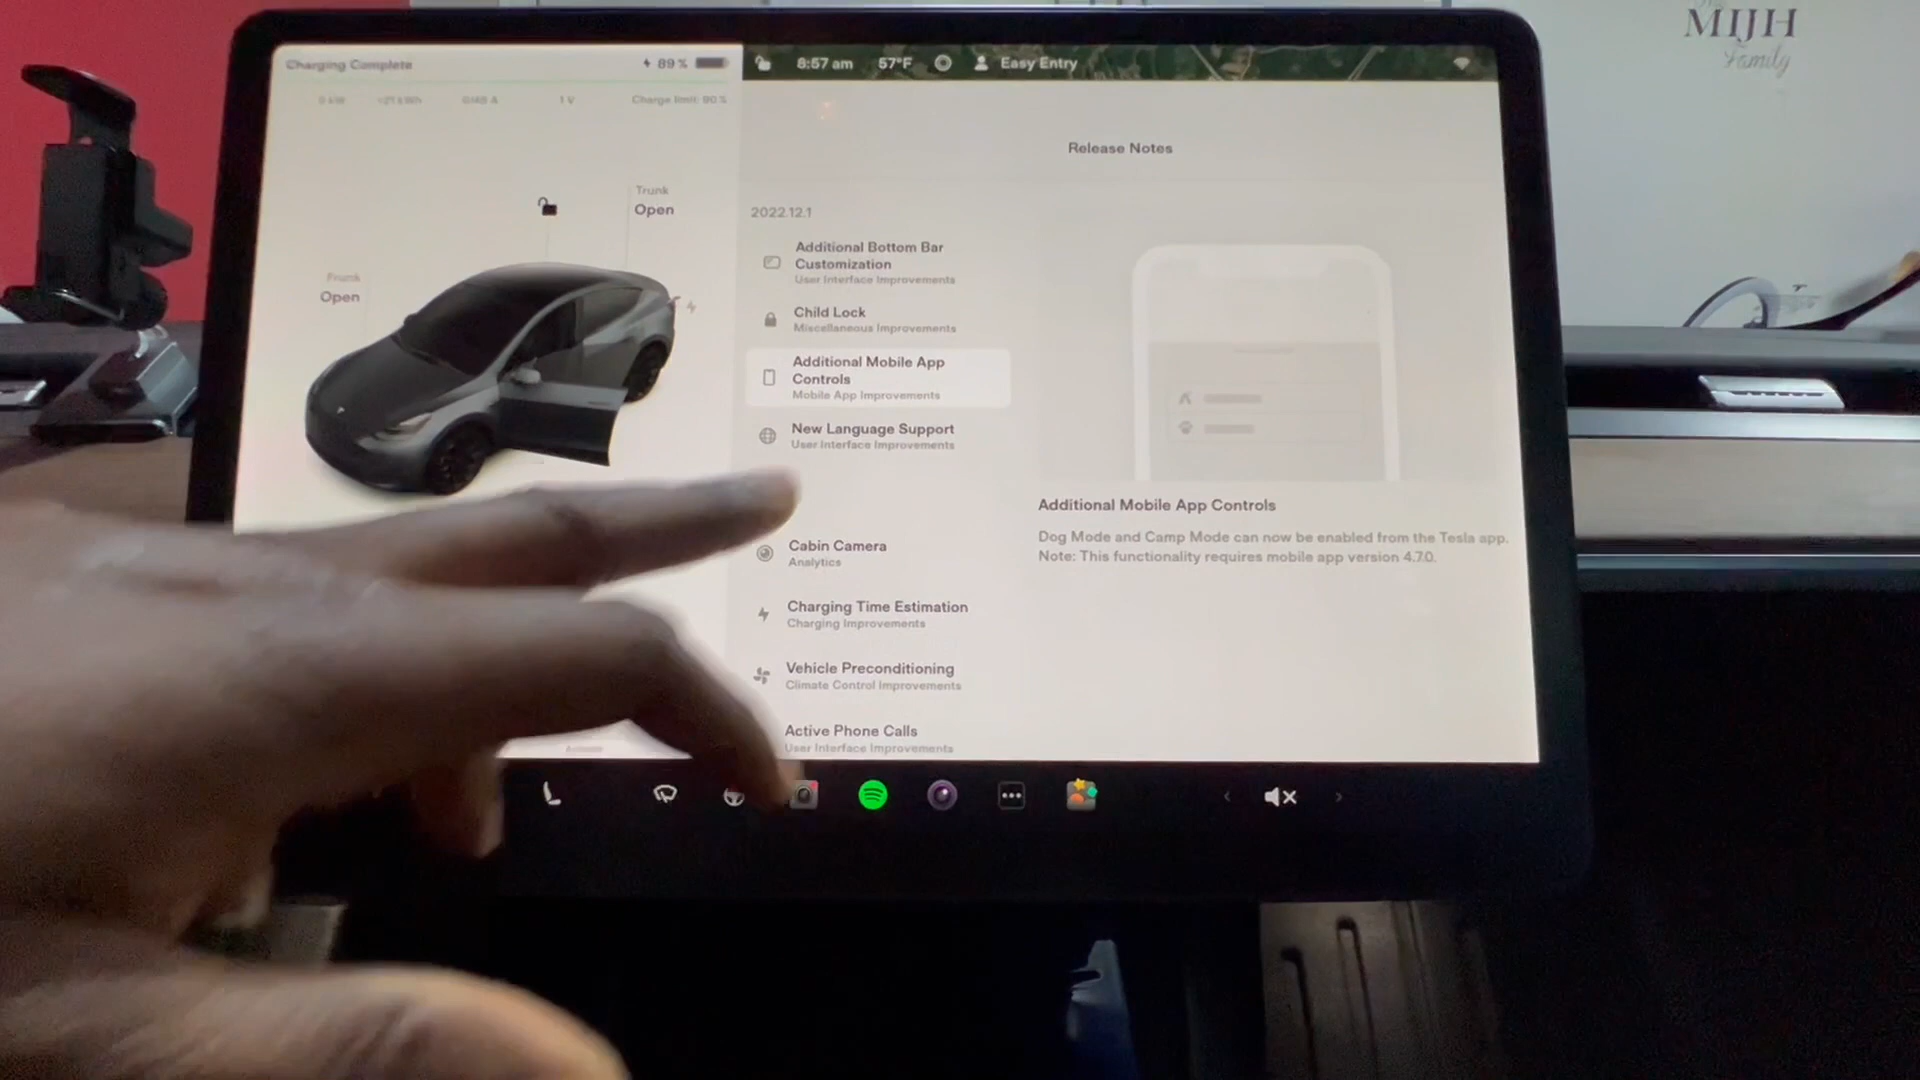 MIJH
Family
Charging Complete
89 %
8:57 am
57°F
Easy Entry
Charge limit: 90 %
Release Notes
Trunk
Open
Frunk
Open
2022.12.1
Additional Bottom Bar
Customization
User Interface Improvements
Child Lock
Miscellaneous Improvements
Additional Mobile App
Controls
Mobile App Improvements
New Language Support
User Interface Improvements
Cabin Camera
Analytics
Charging Time Estimation
Charging Improvements
Vehicle Preconditioning
Climate Control Improvements
Active Phone Calls
User Interface Improvements
Additional Mobile App Controls
Dog Mode and Camp Mode can now be enabled from the Tesla app.
Note: This functionality requires mobile app version 4.7.0.